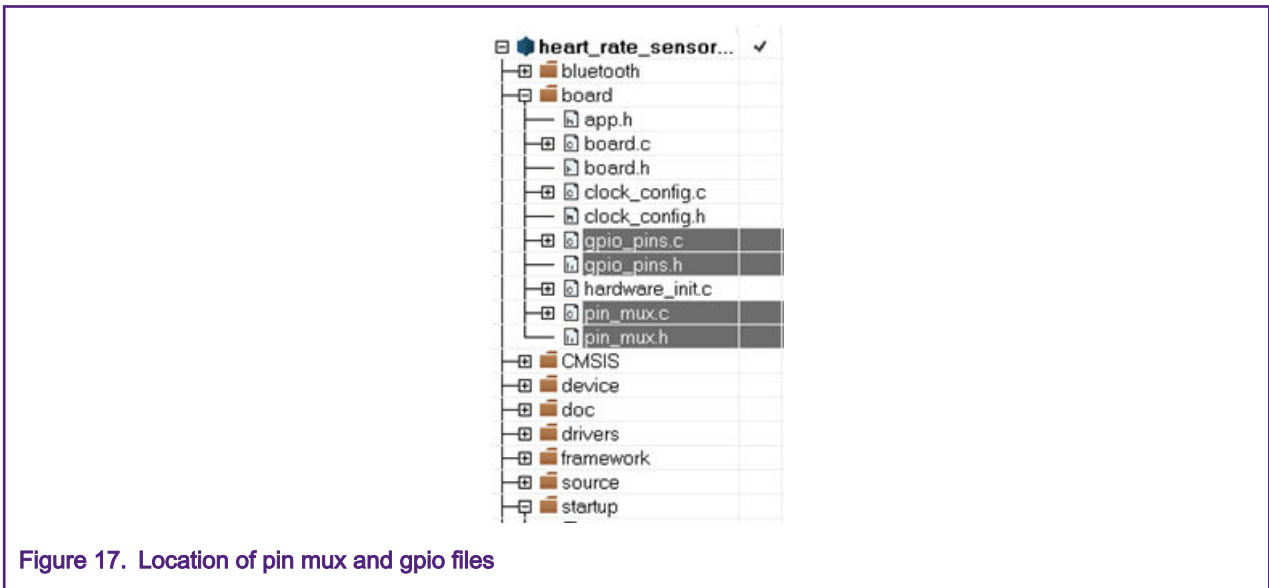 heart_rate_sensor...
bluetooth
board
app.h
board.c
board.h
clock_config.c
clock_config.h
gpio_pins.c
gpio_pins.h
hardware_init.c
pin_mux.c
pin_mux.h
CMSIS
device
doc
drivers
framework
source
startup
Figure 17. Location of pin mux and gpio files